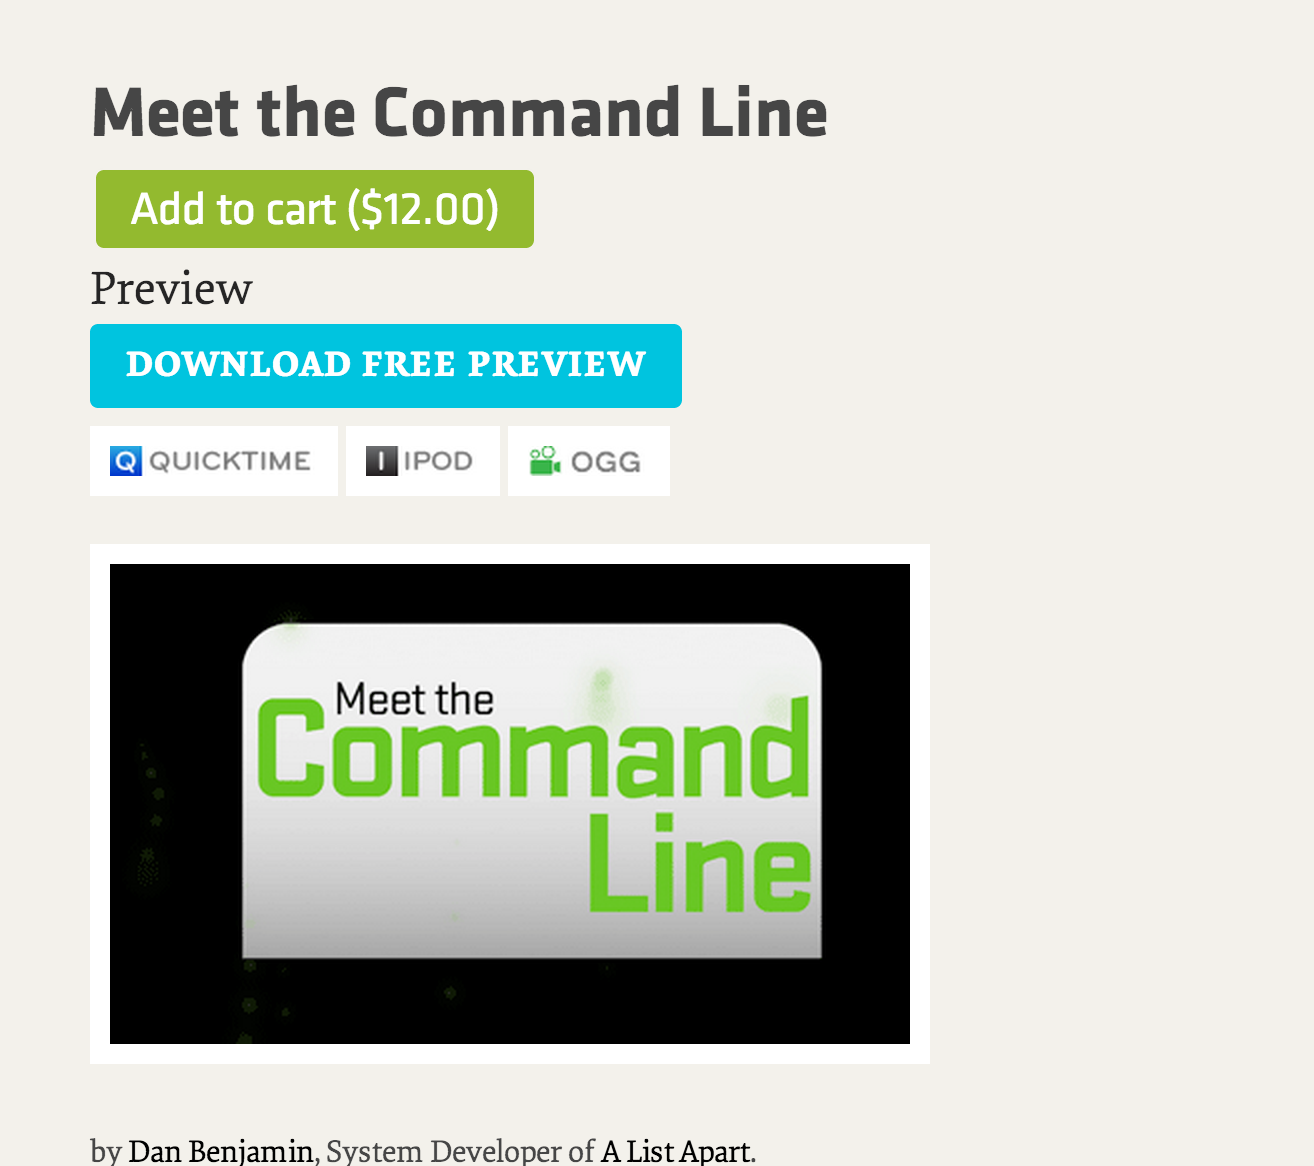 Meet the Command Line
Add to cart ($12.00)
Preview
DOWNLOAD FREE PREVIEW
Q QUICKTIME
I IPOD
OGG
Meet the
Command
Line
by Dan Benjamin, System Developer of A List Apart.